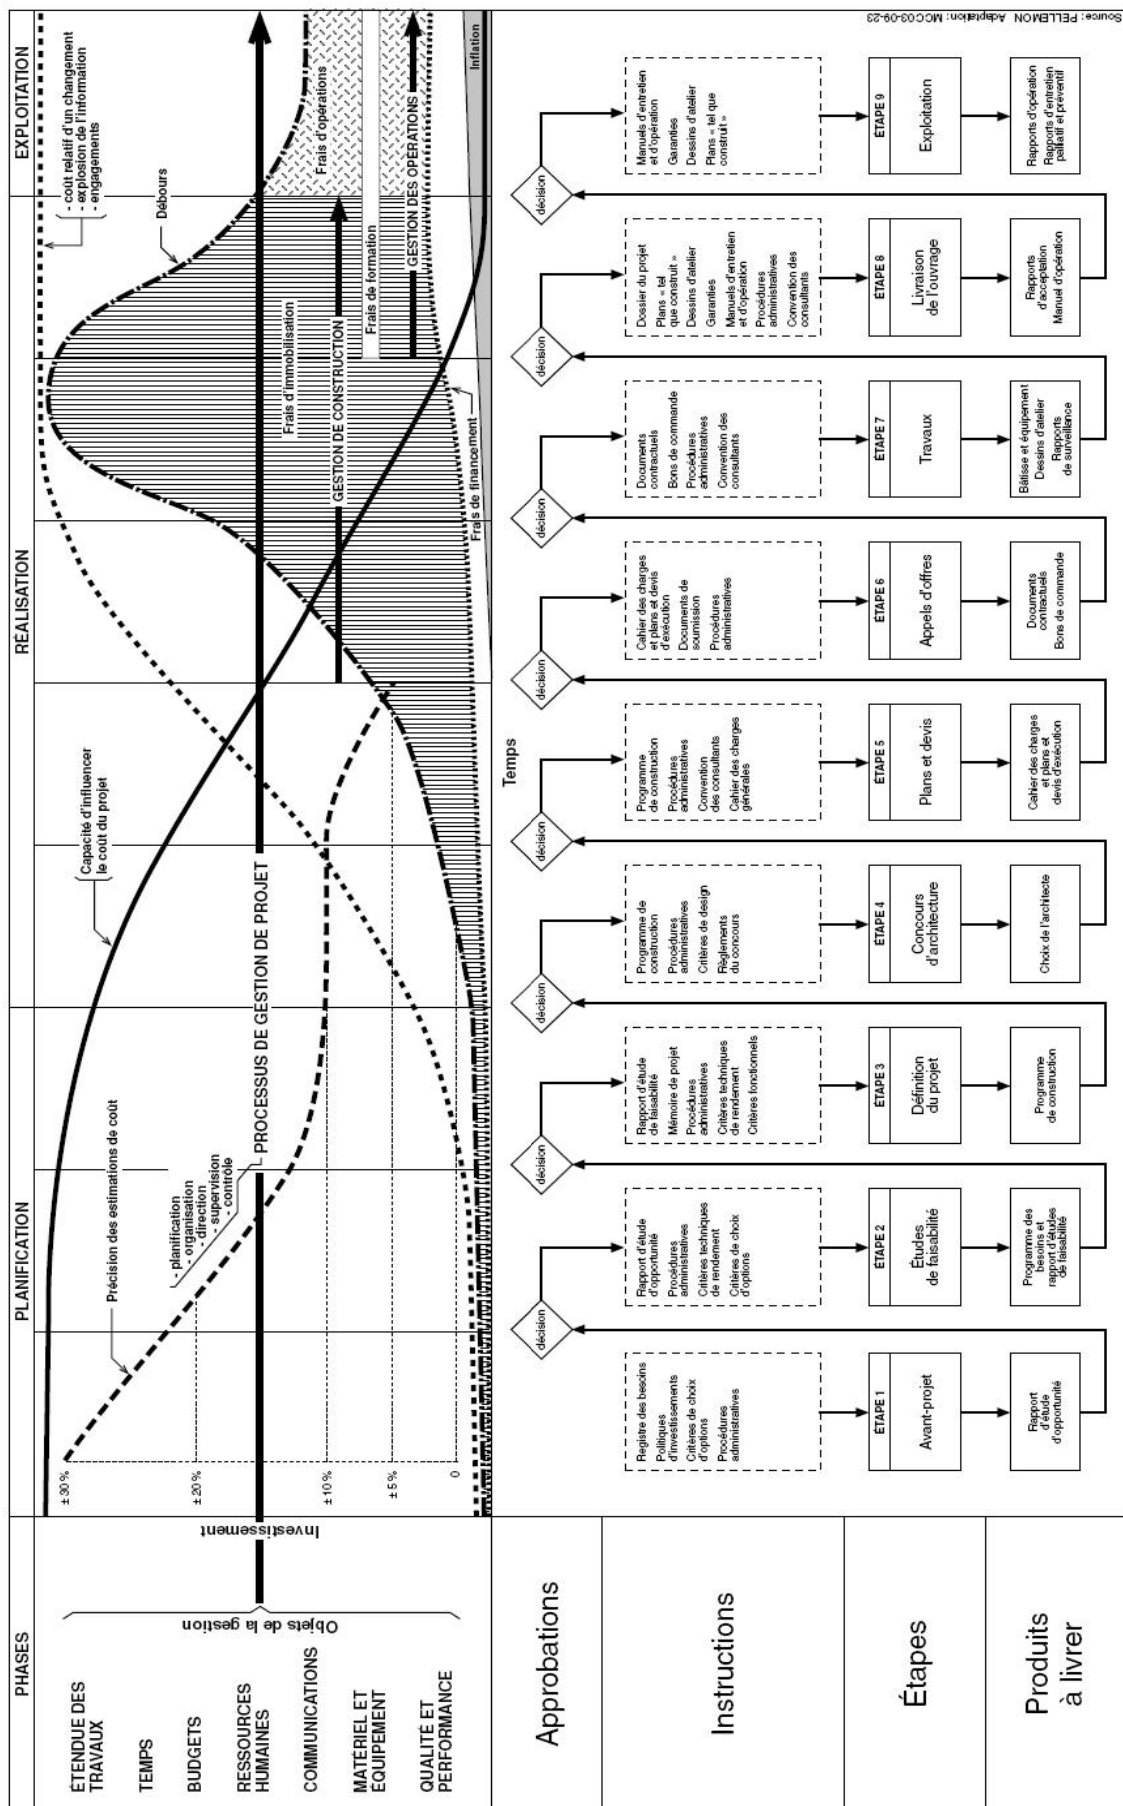 PHASES
PLANIFICATION
RÉALISATION
EXPLOITATION
ÉTENDUE DES
TRAVAUX
TEMPS
BUDGETS
RESSOURCES
HUMAINES
COMMUNICATIONS
MATÉRIEL ET
ÉQUIPEMENT
QUALITÉ ET
PERFORMANCE
Objets de la gestion
Investissement
± 30 %
± 20 %
± 10 %
± 5 %
0
Précision des estimations de coût
- planification
- organisation
- direction
- supervision
- contrôle
PROCESSUS DE GESTION DE PROJET
Capacité d'influencer
le coût du projet
- coût relatif d'un changement
- explosion de l'information
- engagements
Débours
Frais d'immobilisation
GESTION DE CONSTRUCTION
Frais de formation
Frais d'opérations
GESTION DES OPÉRATIONS
Frais de financement
Inflation
Temps
Approbations
décision
décision
décision
décision
décision
décision
décision
décision
Instructions
Registre des besoins
Politiques
d'investissements
Critères de choix
d'options
Procédures
administratives
Rapport d'étude
d'opportunité
Procédures
administratives
Critères techniques
de rendement
Critères de choix
d'options
Rapport d'étude
de faisabilité
Mémoire de projet
Procédures
administratives
Critères techniques
de rendement
Critères fonctionnels
Programme de
construction
Procédures
administratives
Critères de design
Règlements
du concours
Programme
de construction
Procédures
administratives
Convention
des consultants
Cahier des charges
générales
Cahier des charges
et plans et devis
d'exécution
Documents de
soumission
Procédures
administratives
Documents
contractuels
Bons de commande
Procédures
administratives
Convention des
consultants
Dossier du projet
Plans « tel
que construit »
Dessins d'atelier
Garanties
Manuels d'entretien
et d'opération
Procédures
administratives
Convention des
consultants
Manuels d'entretien
et d'opération
Garanties
Dessins d'atelier
Plans « tel que
construit »
Étapes
ÉTAPE 1
Avant-projet
ÉTAPE 2
Études
de faisabilité
ÉTAPE 3
Définition
du projet
ÉTAPE 4
Concours
d'architecture
ÉTAPE 5
Plans et devis
ÉTAPE 6
Appels d'offres
ÉTAPE 7
Travaux
ÉTAPE 8
Livraison
de l'ouvrage
ÉTAPE 9
Exploitation
Produits
à livrer
Rapport
d'étude
d'opportunité
Programme des
besoins et
rapport d'études
de faisabilité
Programme
de construction
Choix de l'architecte
Cahier des charges
et plans et
devis d'exécution
Documents
contractuels
Bons de commande
Bâtisse et équipement
Dessins d'atelier
Rapports
de surveillance
Rapports
d'acceptation
Manuel d'opération
Rapports d'opération
Rapports d'entretien
palliatif et préventif
Source: PELLEMON Adaptation: MCC03-09-23